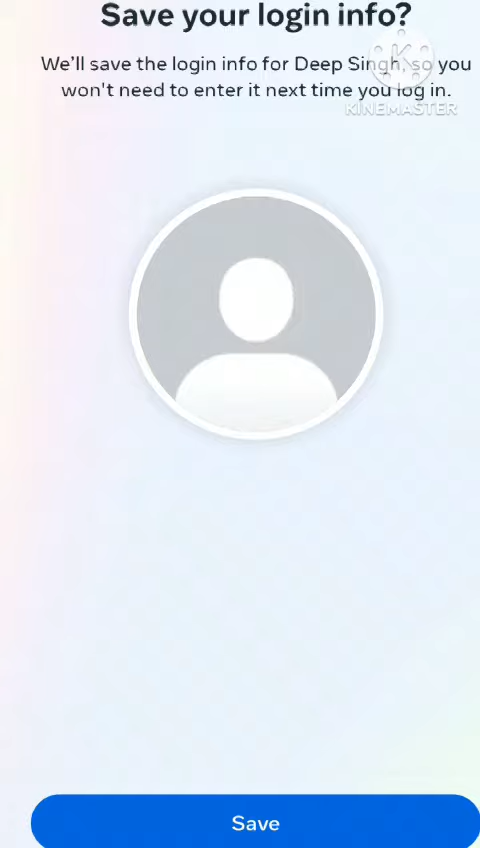 Save your login info?
We'll save the login info for Deep Singh, so you
won't need to enter it next time you log in.
KINEMASTER
Save